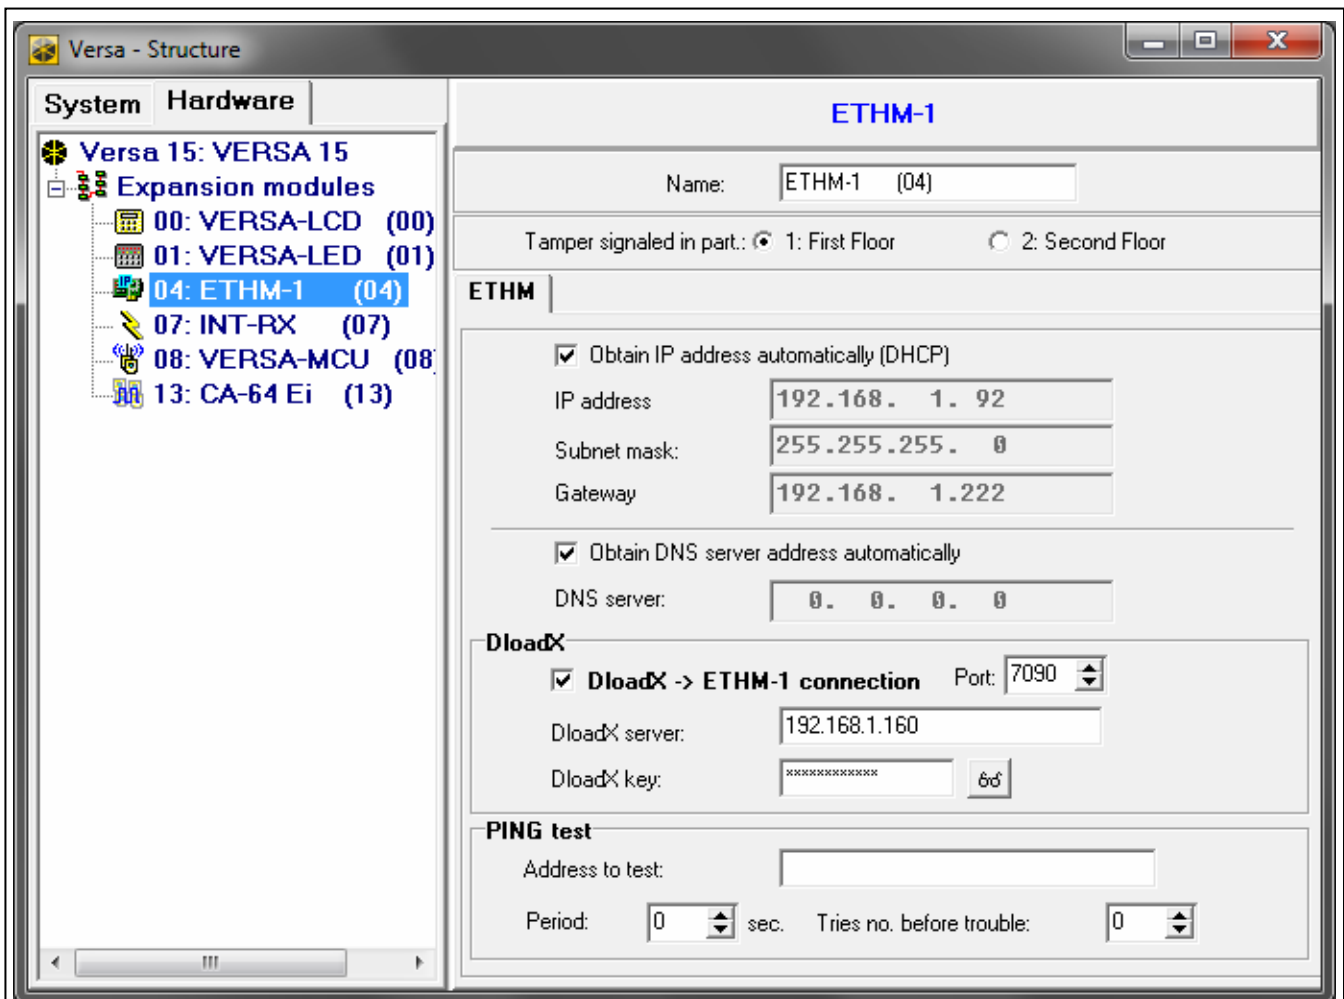 Versa - Structure
System Hardware
Versa 15: VERSA 15
Expansion modules
00: VERSA-LCD (00)
01: VERSA-LED (01)
04: ETHM-1 (04)
07: INT-RX (07)
08: VERSA-MCU (08
13: CA-64 Ei (13)
ETHM-1
Name: ETHM-1 (04)
Tamper signaled in part.: 1: First Floor 2: Second Floor
ETHM
Obtain IP address automatically (DHCP)
IP address 192.168. 1. 92
Subnet mask: 255.255.255. 0
Gateway 192.168. 1.222
Obtain DNS server address automatically
DNS server: 0. 0. 0. 0
DloadX
DloadX -> ETHM-1 connection Port: 7090
DloadX server: 192.168.1.160
DloadX key: ************
PING test
Address to test:
Period: 0 sec. Tries no. before trouble: 0